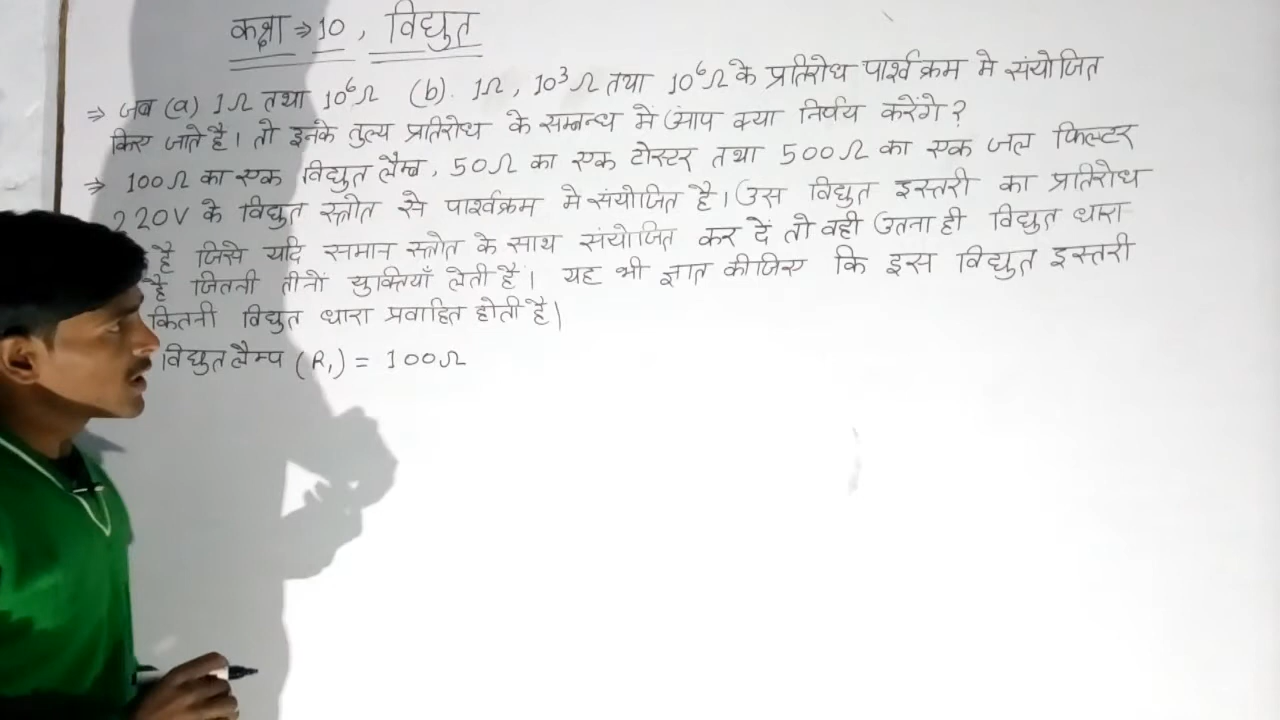 कक्षा ⇒ 10 , विद्युत
⇒ जब (a) 1Ω तथा 10⁶Ω (b). 1Ω, 10³Ω तथा 10⁶Ω के प्रतिरोध पार्श्व क्रम मे संयोजित
किए जाते है। तो इनके तुल्य प्रतिरोध के सम्बन्ध में आप क्या निर्णय करेंगे ?
⇒ 100Ω का एक विद्युत लैम्ब, 50Ω का एक टोस्टर तथा 500Ω का एक जल फिल्टर
220V के विद्युत स्त्रोत से पार्श्वक्रम मे संयोजित है। उस विद्युत इस्तरी का प्रतिरोध
है जिसे यदि समान स्त्रोत के साथ संयोजित कर दें तो वही उतना ही विद्युत धारा
है जितनी तीनों युक्तियाँ लेती है। यह भी ज्ञात कीजिए कि इस विद्युत इस्तरी
कितनी विद्युत धारा प्रवाहित होती है।
विद्युत लैम्प (R₁) = 100Ω